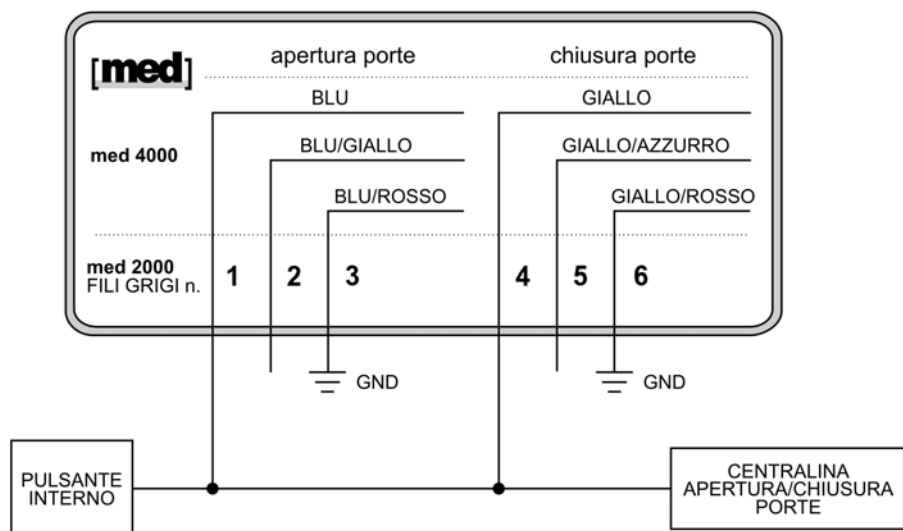 [med]
apertura porte
chiusura porte
BLU
GIALLO
med 4000
BLU/GIALLO
GIALLO/AZZURRO
BLU/ROSSO
GIALLO/ROSSO
med 2000
FILI GRIGI n.
1 2 3 4 5 6
GND
GND
PULSANTE
INTERNO
CENTRALINA
APERTURA/CHIUSURA
PORTE